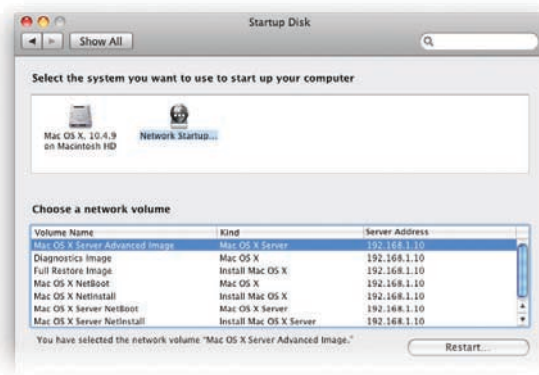 Startup Disk
Show All
Select the system you want to use to start up your computer
Mac OS X, 10.4.9
on Macintosh HD
Network Startup...
Choose a network volume
Volume Name Kind Server Address
Mac OS X Server Advanced Image Mac OS X Server 192.168.1.10
Diagnostics Image Mac OS X 192.168.1.10
Full Restore Image Install Mac OS X 192.168.1.10
Mac OS X NetBoot Mac OS X 192.168.1.10
Mac OS X NetInstall Install Mac OS X 192.168.1.10
Mac OS X Server NetBoot Mac OS X Server 192.168.1.10
Mac OS X Server NetInstall Install Mac OS X Server 192.168.1.10
You have selected the network volume "Mac OS X Server Advanced Image."
Restart...